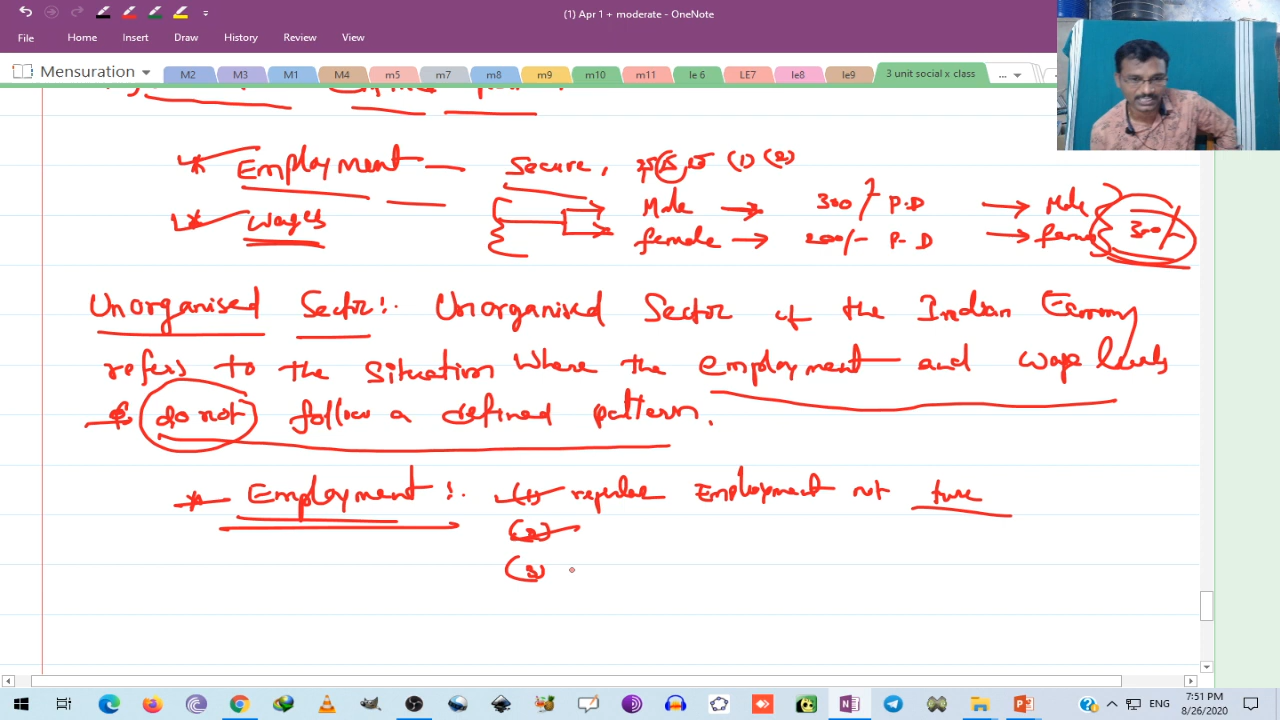 (1) Apr 1 + moderate - OneNote
File Home Insert Draw History Review View
Mensuration M2 M3 M1 M4 m5 m7 m8 m9 m10 m11 le 6 LE7 le8 le9 3 unit social x class ...
* Employment — Secure, (1) (2)
* Wages Male → 300/- P.D → Male
female → 200/- P.D → female 300/-
Unorganised Sector:. Unorganised Sector of the Indian Economy
refers to the situation where the employment and wage levels
do not follow a defined pattern.
* Employment:. (1) regular Employment not
(2)
(3)
7:51 PM
ENG
8/26/2020